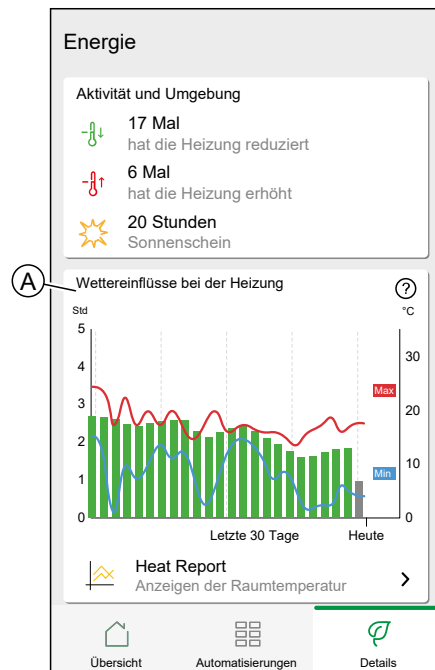 Energie
Aktivität und Umgebung
17 Mal
hat die Heizung reduziert
6 Mal
hat die Heizung erhöht
20 Stunden
Sonnenschein
A
Wettereinflüsse bei der Heizung
?
Std
°C
5
4
3
2
1
0
30
20
10
0
Max
Min
Letzte 30 Tage
Heute
Heat Report
Anzeigen der Raumtemperatur
Übersicht
Automatisierungen
Details